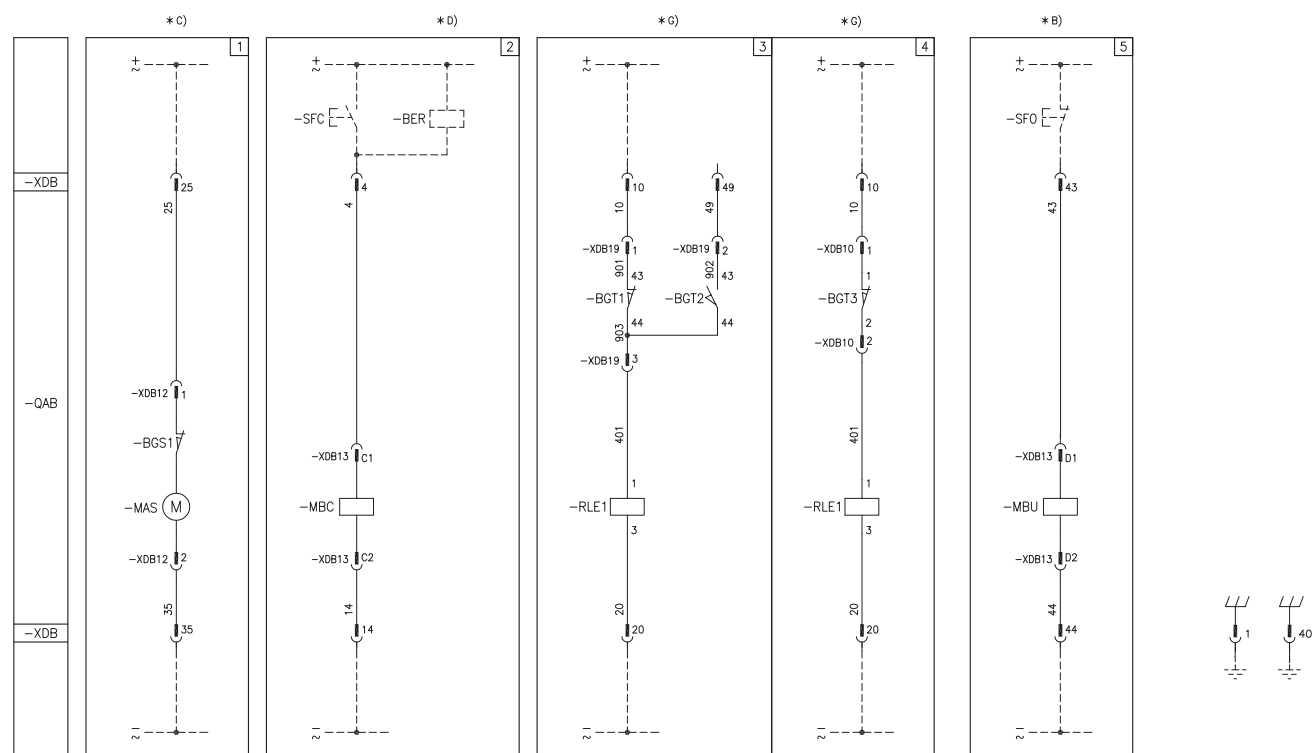 * C)
* D)
* G)
* G)
* B)
1
2
3
4
5
+
~
+
~
+
~
+
~
+
~
-SFC
-BER
-SFO
-XDB
25
4
10
49
10
43
25
4
10
49
10
43
-XDB19
1
-XDB19
2
-XDB10
1
901
43
902
43
1
-BGT1
-BGT2
-BGT3
903
44
44
2
-XDB19
3
-XDB10
2
-QAB
-XDB12
1
-BGS1
401
401
-XDB13
C1
-XDB13
D1
1
1
-MAS
M
-MBC
-RLE1
-RLE1
-MBU
3
3
-XDB12
2
-XDB13
C2
-XDB13
D2
35
14
20
20
44
-XDB
35
14
20
20
44
1
40
–
~
–
~
–
~
–
~
–
~